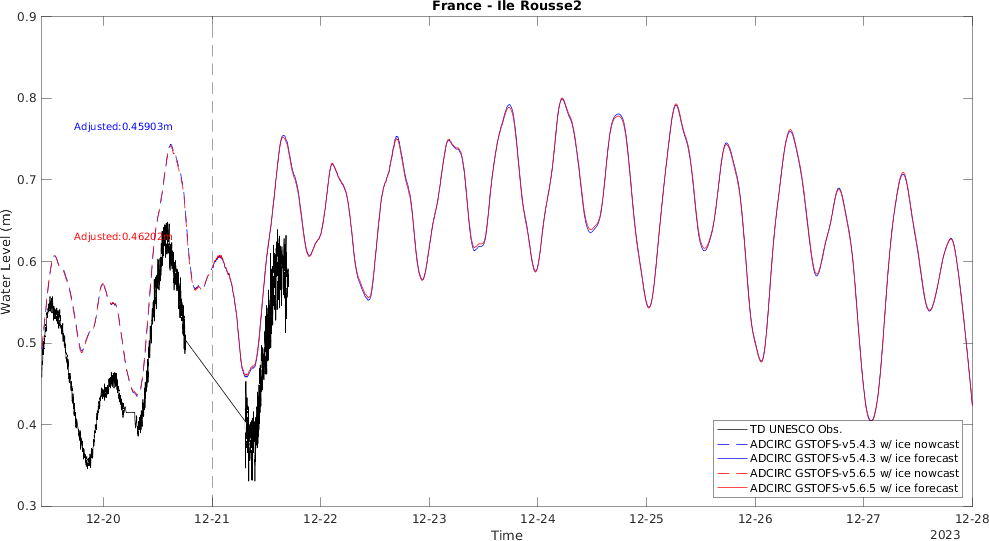 France - Ile Rousse2
0.9
0.8
0.7
0.6
0.5
0.4
0.3
Water Level (m)
Adjusted:0.45903m
Adjusted:0.46202m
TD UNESCO Obs.
ADCIRC GSTOFS-v5.4.3 w/ ice nowcast
ADCIRC GSTOFS-v5.4.3 w/ ice forecast
ADCIRC GSTOFS-v5.6.5 w/ ice nowcast
ADCIRC GSTOFS-v5.6.5 w/ ice forecast
12-20 12-21 12-22 12-23 12-24 12-25 12-26 12-27 12-28
Time
2023